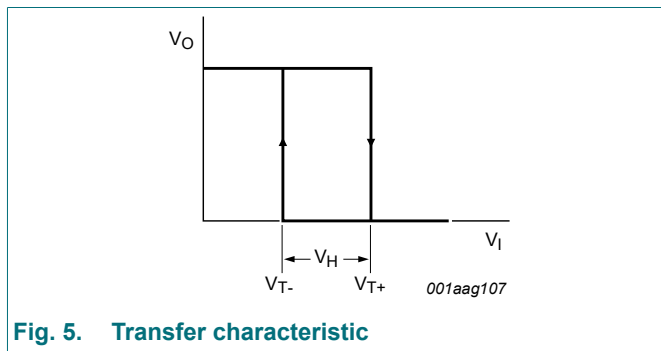 VO
VI
VH
VT-
VT+
001aag107
Fig. 5. Transfer characteristic